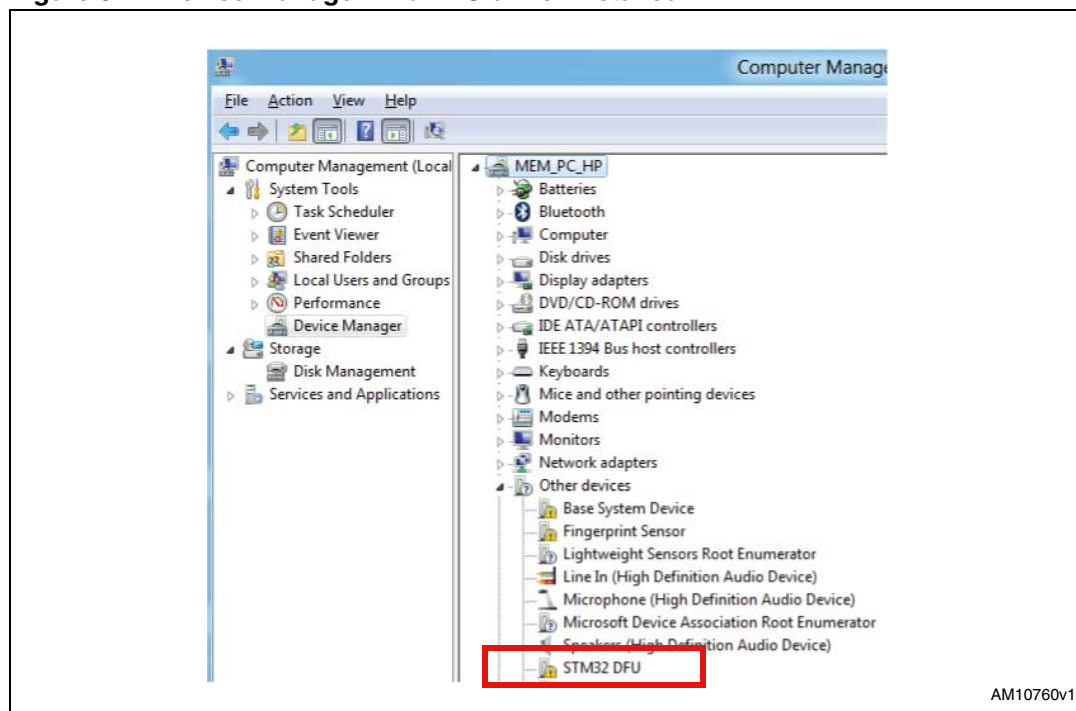 Computer Manage
File Action View Help
Computer Management (Local
System Tools
Task Scheduler
Event Viewer
Shared Folders
Local Users and Groups
Performance
Device Manager
Storage
Disk Management
Services and Applications
MEM_PC_HP
Batteries
Bluetooth
Computer
Disk drives
Display adapters
DVD/CD-ROM drives
IDE ATA/ATAPI controllers
IEEE 1394 Bus host controllers
Keyboards
Mice and other pointing devices
Modems
Monitors
Network adapters
Other devices
Base System Device
Fingerprint Sensor
Lightweight Sensors Root Enumerator
Line In (High Definition Audio Device)
Microphone (High Definition Audio Device)
Microsoft Device Association Root Enumerator
Speakers (High Definition Audio Device)
STM32 DFU
AM10760v1